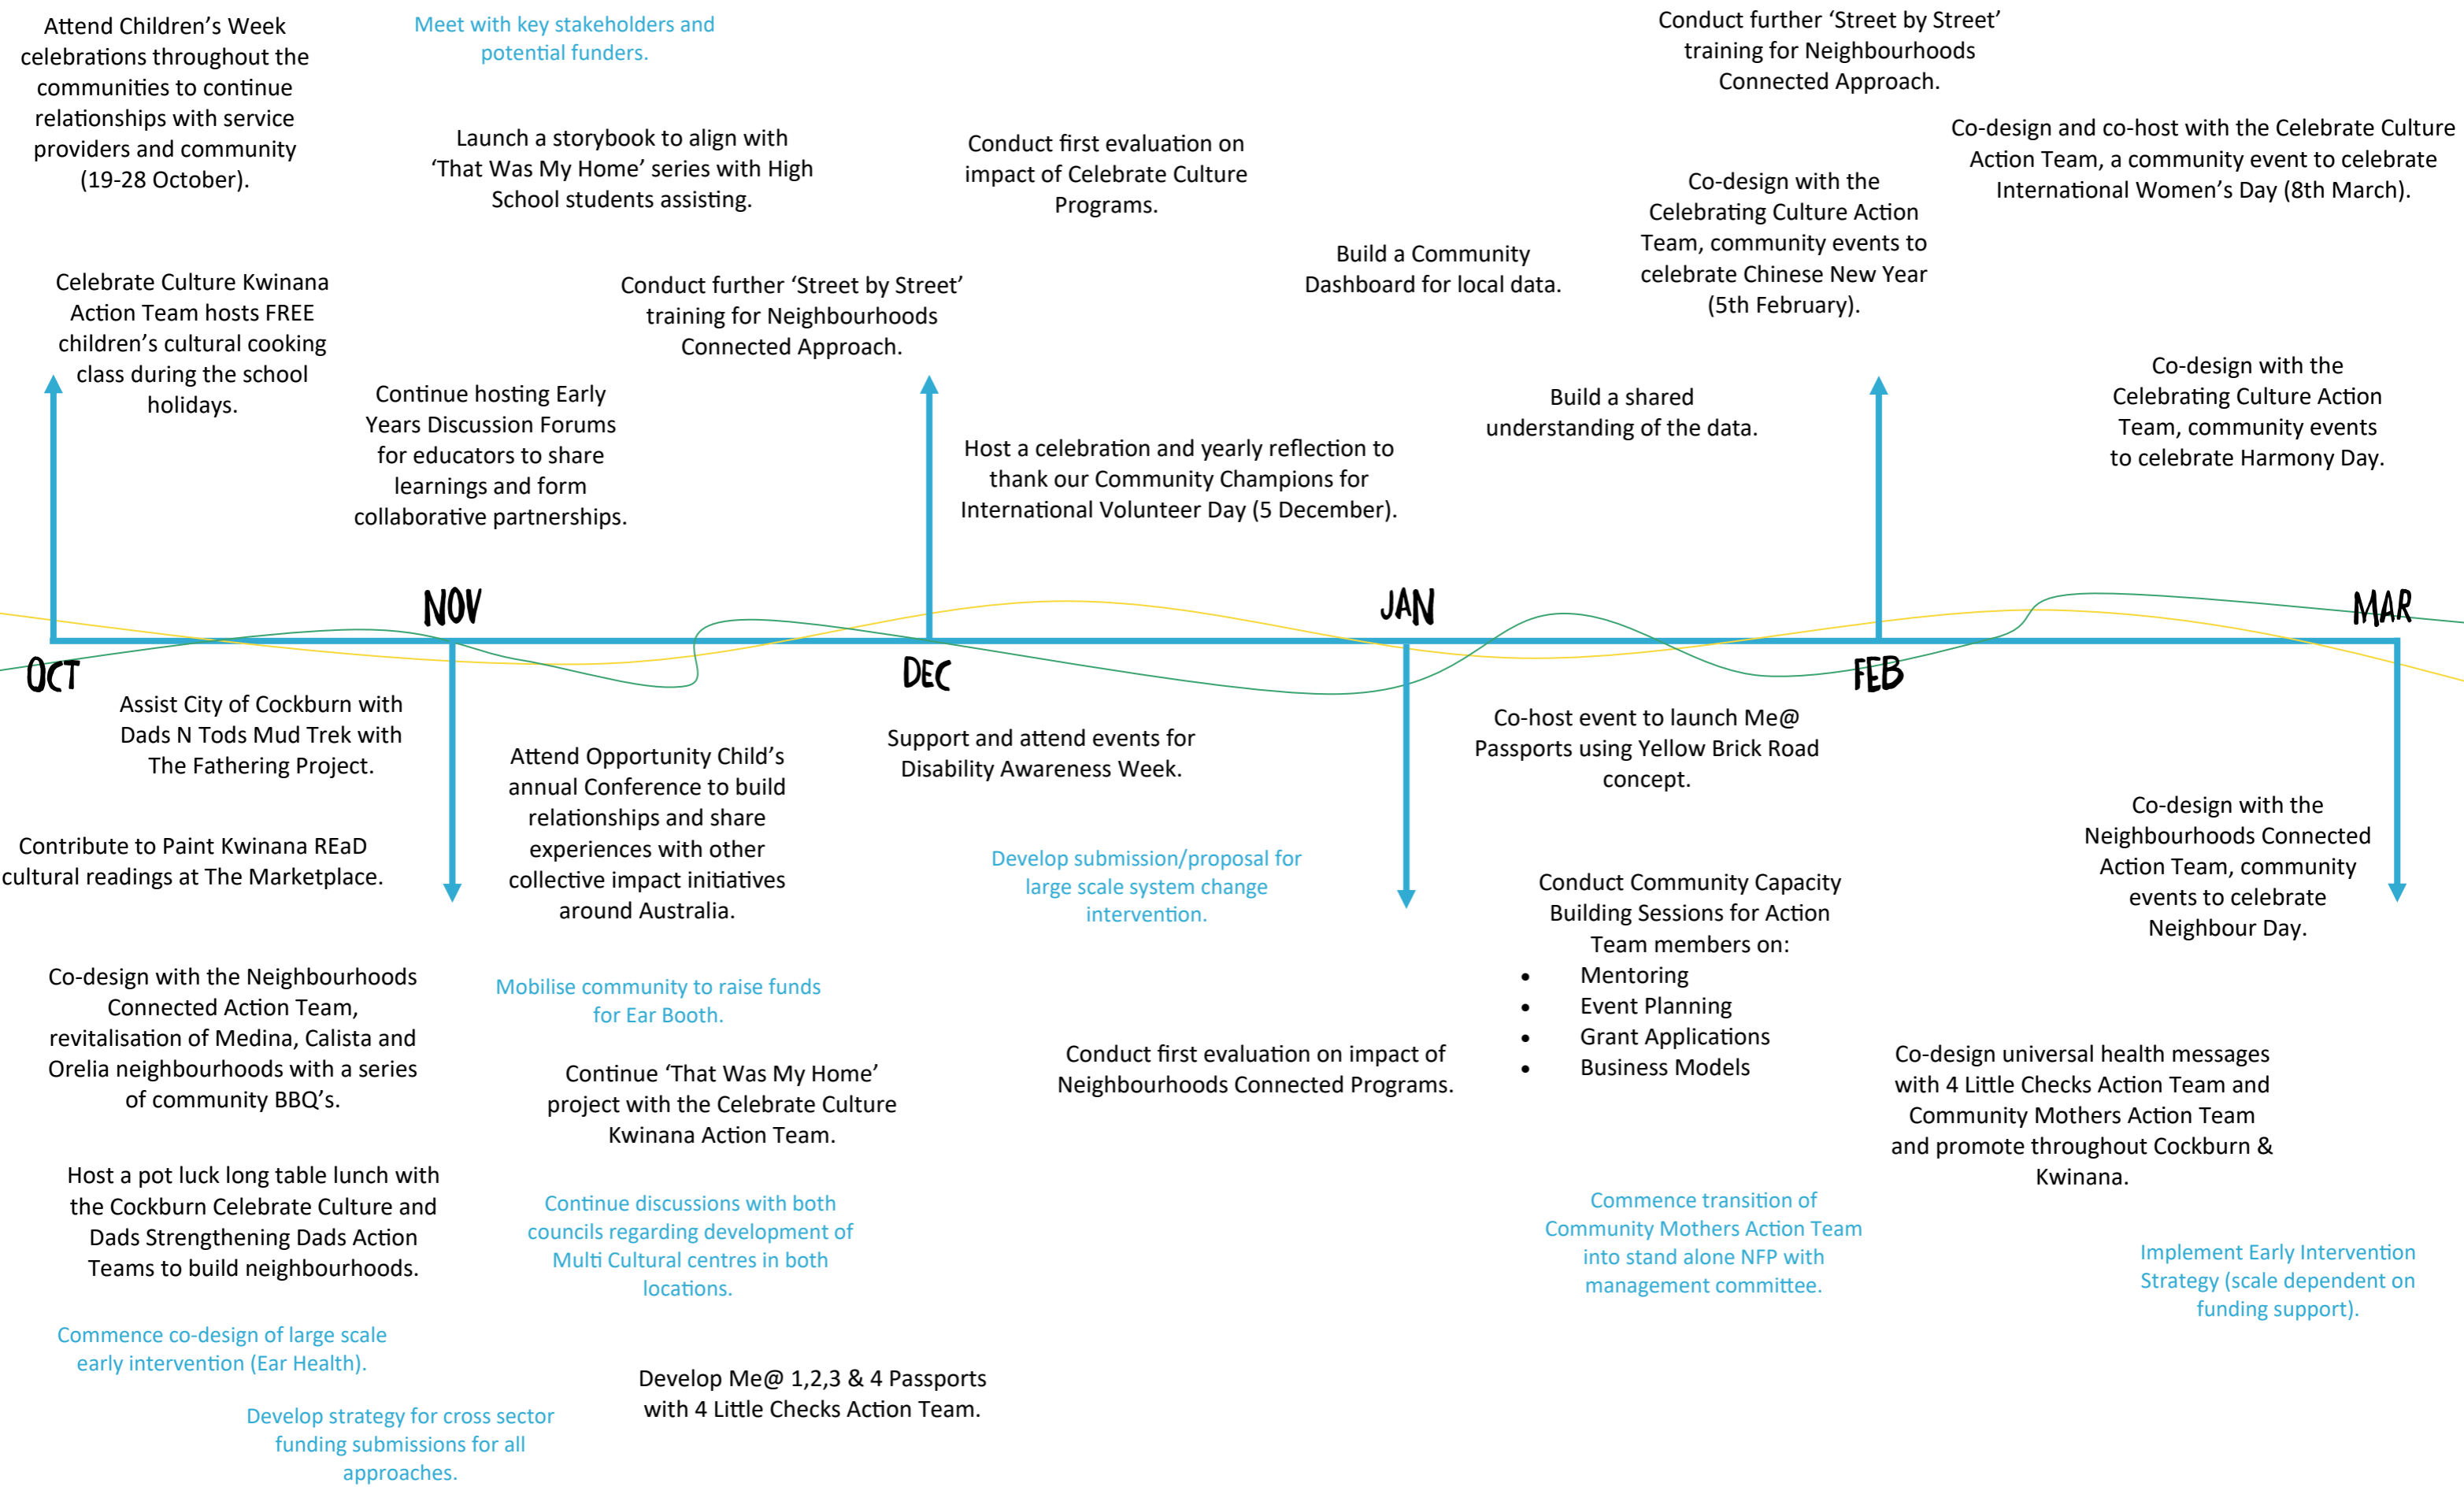 Attend Children’s Week
celebrations throughout the
communities to continue
relationships with service
providers and community
(19-28 October).
Meet with key stakeholders and
potential funders.
Conduct further ‘Street by Street’
training for Neighbourhoods
Connected Approach.
Launch a storybook to align with
‘That Was My Home’ series with High
School students assisting.
Conduct first evaluation on
impact of Celebrate Culture
Programs.
Co-design and co-host with the Celebrate Culture
Action Team, a community event to celebrate
International Women’s Day (8th March).
Co-design with the
Celebrating Culture Action
Team, community events to
celebrate Chinese New Year
(5th February).
Build a Community
Dashboard for local data.
Celebrate Culture Kwinana
Action Team hosts FREE
children’s cultural cooking
class during the school
holidays.
Conduct further ‘Street by Street’
training for Neighbourhoods
Connected Approach.
Continue hosting Early
Years Discussion Forums
for educators to share
learnings and form
collaborative partnerships.
Host a celebration and yearly reflection to
thank our Community Champions for
International Volunteer Day (5 December).
Build a shared
understanding of the data.
Co-design with the
Celebrating Culture Action
Team, community events
to celebrate Harmony Day.
OCT
NOV
DEC
JAN
FEB
MAR
Assist City of Cockburn with
Dads N Tods Mud Trek with
The Fathering Project.
Contribute to Paint Kwinana REaD
cultural readings at The Marketplace.
Co-design with the Neighbourhoods
Connected Action Team,
revitalisation of Medina, Calista and
Orelia neighbourhoods with a series
of community BBQ’s.
Host a pot luck long table lunch with
the Cockburn Celebrate Culture and
Dads Strengthening Dads Action
Teams to build neighbourhoods.
Commence co-design of large scale
early intervention (Ear Health).
Develop strategy for cross sector
funding submissions for all
approaches.
Attend Opportunity Child’s
annual Conference to build
relationships and share
experiences with other
collective impact initiatives
around Australia.
Mobilise community to raise funds
for Ear Booth.
Continue ‘That Was My Home’
project with the Celebrate Culture
Kwinana Action Team.
Continue discussions with both
councils regarding development of
Multi Cultural centres in both
locations.
Develop Me@ 1,2,3 & 4 Passports
with 4 Little Checks Action Team.
Support and attend events for
Disability Awareness Week.
Develop submission/proposal for
large scale system change
intervention.
Conduct first evaluation on impact of
Neighbourhoods Connected Programs.
Co-host event to launch Me@
Passports using Yellow Brick Road
concept.
Conduct Community Capacity
Building Sessions for Action
Team members on:
• Mentoring
• Event Planning
• Grant Applications
• Business Models
Commence transition of
Community Mothers Action Team
into stand alone NFP with
management committee.
Co-design with the
Neighbourhoods Connected
Action Team, community
events to celebrate
Neighbour Day.
Co-design universal health messages
with 4 Little Checks Action Team and
Community Mothers Action Team
and promote throughout Cockburn &
Kwinana.
Implement Early Intervention
Strategy (scale dependent on
funding support).